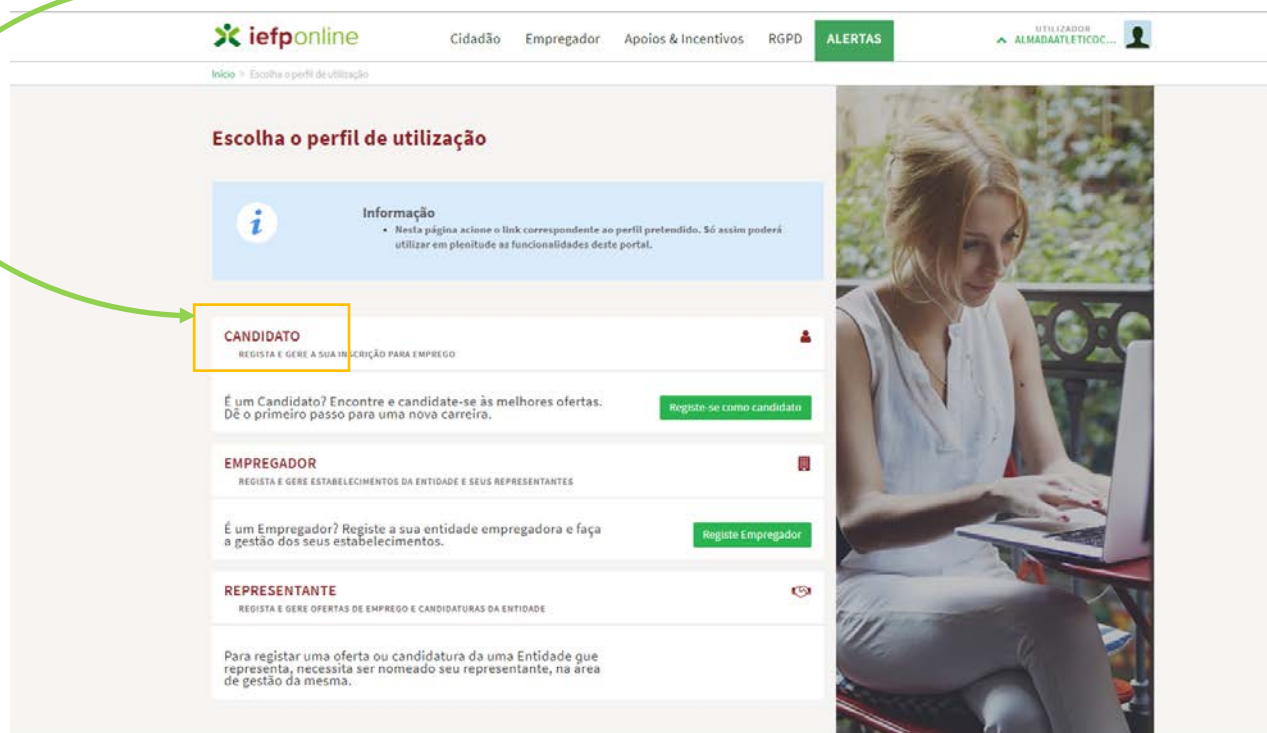 iefponline
Cidadão Empregador Apoios & Incentivos RGPD ALERTAS
UTILIZADOR
ALMADAATLETICOC...
Início > Escolha o perfil de utilização
Escolha o perfil de utilização
i
Informação
• Nesta página acione o link correspondente ao perfil pretendido. Só assim poderá
utilizar em plenitude as funcionalidades deste portal.
CANDIDATO
REGISTA E GERE A SUA INSCRIÇÃO PARA EMPREGO
É um Candidato? Encontre e candidate-se às melhores ofertas.
Dê o primeiro passo para uma nova carreira.
Registe-se como candidato
EMPREGADOR
REGISTA E GERE ESTABELECIMENTOS DA ENTIDADE E SEUS REPRESENTANTES
É um Empregador? Registe a sua entidade empregadora e faça
a gestão dos seus estabelecimentos.
Registe Empregador
REPRESENTANTE
REGISTA E GERE OFERTAS DE EMPREGO E CANDIDATURAS DA ENTIDADE
Para registar uma oferta ou candidatura da uma Entidade que
representa, necessita ser nomeado seu representante, na área
de gestão da mesma.